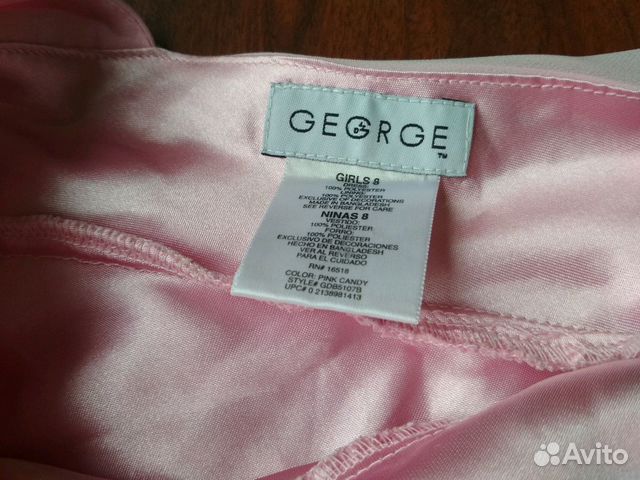 GEORGE
TM
GIRLS 8
DRESS
100% POLYESTER
LINING:
100% POLYESTER
EXCLUSIVE OF DECORATIONS
MADE IN BANGLADESH
SEE REVERSE FOR CARE
NINAS 8
VESTIDO:
100% POLIESTER
FORRO:
100% POLIESTER
EXCLUSIVO DE DECORACIONES
HECHO EN BANGLADESH
VER AL REVERSO
PARA EL CUIDADO
RN# 16518
COLOR: PINK CANDY
STYLE# GDB5107B
UPC# 0 2138981413
Avito